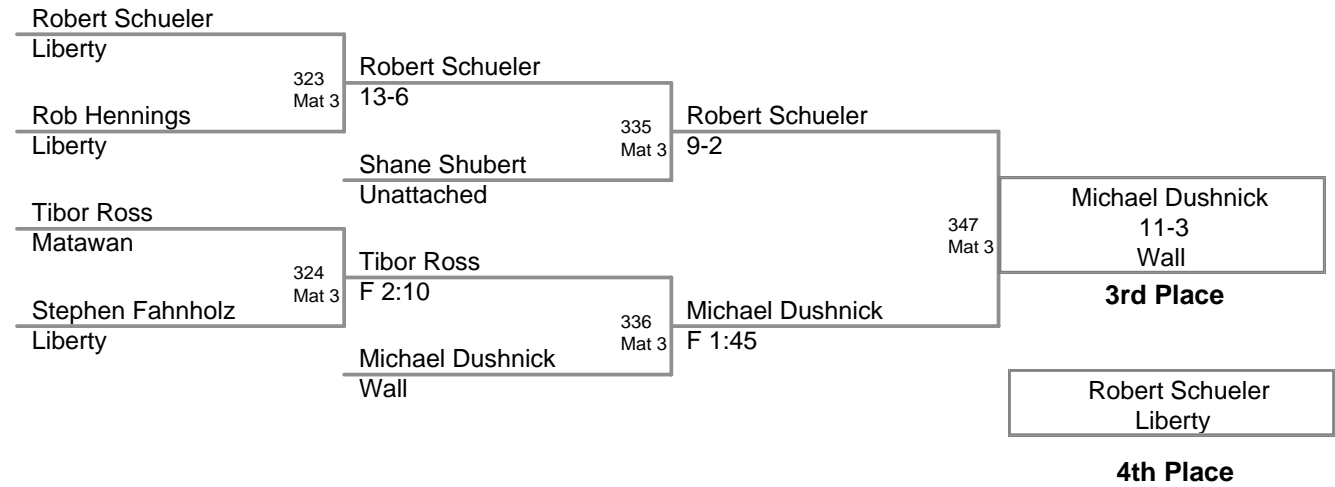 Robert Schueler
Liberty
323
Mat 3
Robert Schueler
13-6
Rob Hennings
Liberty
335
Mat 3
Robert Schueler
9-2
Shane Shubert
Unattached
Tibor Ross
Matawan
324
Mat 3
Tibor Ross
F 2:10
Stephen Fahnholz
Liberty
336
Mat 3
Michael Dushnick
F 1:45
Michael Dushnick
Wall
347
Mat 3
Michael Dushnick
11-3
Wall
3rd Place
Robert Schueler
Liberty
4th Place